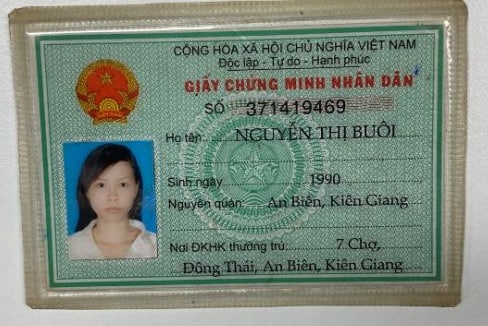 CỘNG HÒA XÃ HỘI CHỦ NGHĨA VIỆT NAM
Độc lập - Tự do - Hạnh phúc
GIẤY CHỨNG MINH NHÂN DÂN
SỐ 371419469
Họ tên NGUYỄN THỊ BUÔI
Sinh ngày 1990
Nguyên quán: An Biên, Kiên Giang
Nơi ĐKHK thường trú: 7 Chợ,
Đông Thái, An Biên, Kiên Giang